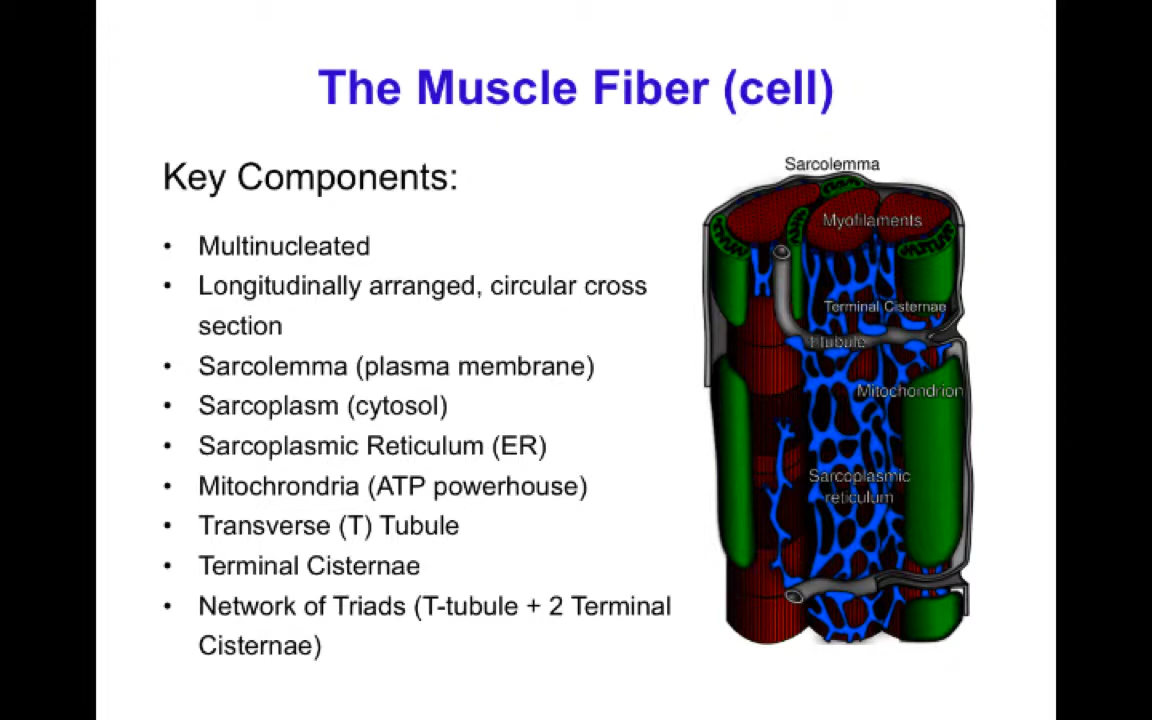 The Muscle Fiber (cell)
Key Components:
• Multinucleated
• Longitudinally arranged, circular cross
section
• Sarcolemma (plasma membrane)
• Sarcoplasm (cytosol)
• Sarcoplasmic Reticulum (ER)
• Mitochrondria (ATP powerhouse)
• Transverse (T) Tubule
• Terminal Cisternae
• Network of Triads (T-tubule + 2 Terminal
Cisternae)
Sarcolemma
Myofilaments
Terminal Cisternae
T tubule
Mitochondrion
Sarcoplasmic
reticulum